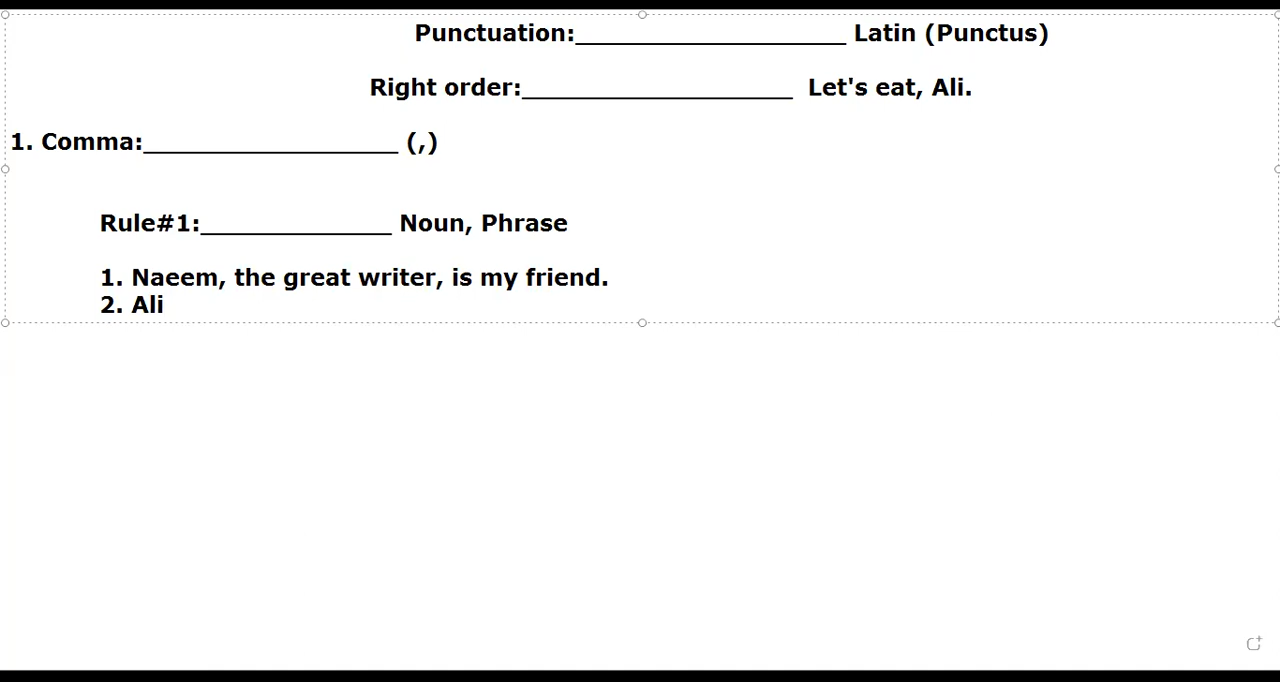 Punctuation:____________________ Latin (Punctus)
Right order:____________________ Let's eat, Ali.
1. Comma:___________________ (,)
Rule#1:______________ Noun, Phrase
1. Naeem, the great writer, is my friend.
2. Ali